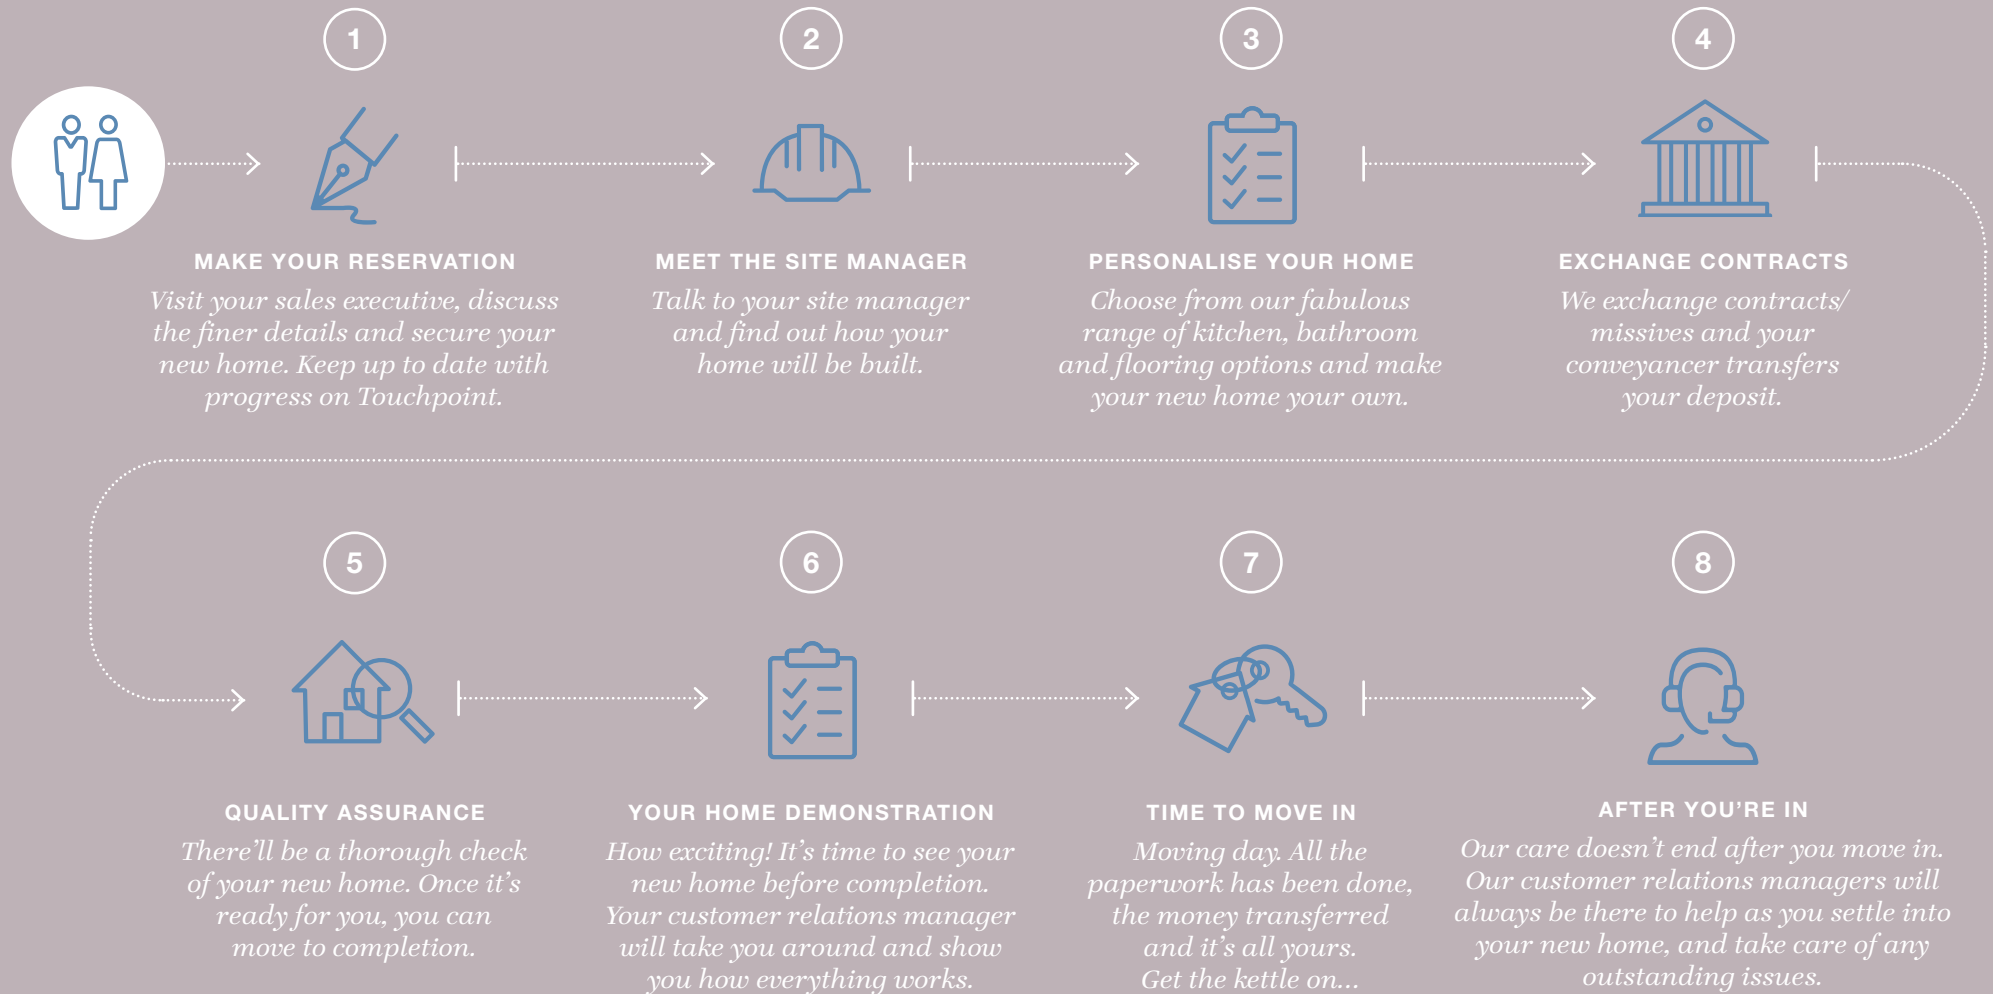 1
MAKE YOUR RESERVATION
Visit your sales executive, discuss
the finer details and secure your
new home. Keep up to date with
progress on Touchpoint.
2
MEET THE SITE MANAGER
Talk to your site manager
and find out how your
home will be built.
3
PERSONALISE YOUR HOME
Choose from our fabulous
range of kitchen, bathroom
and flooring options and make
your new home your own.
4
EXCHANGE CONTRACTS
We exchange contracts/
missives and your
conveyancer transfers
your deposit.
5
QUALITY ASSURANCE
There’ll be a thorough check
of your new home. Once it’s
ready for you, you can
move to completion.
6
YOUR HOME DEMONSTRATION
How exciting! It’s time to see your
new home before completion.
Your customer relations manager
will take you around and show
you how everything works.
7
TIME TO MOVE IN
Moving day. All the
paperwork has been done,
the money transferred
and it’s all yours.
Get the kettle on...
8
AFTER YOU’RE IN
Our care doesn’t end after you move in.
Our customer relations managers will
always be there to help as you settle into
your new home, and take care of any
outstanding issues.